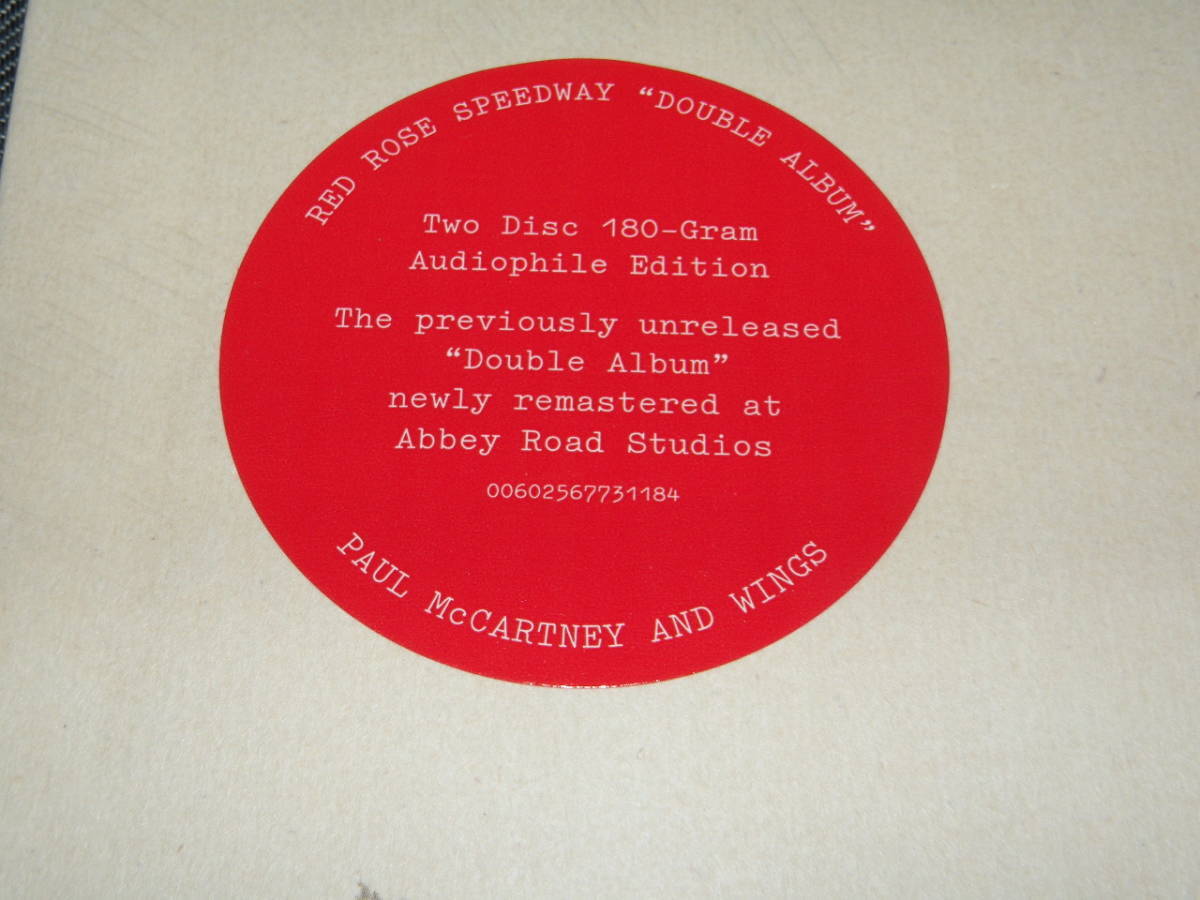 RED ROSE SPEEDWAY “DOUBLE ALBUM”
Two Disc 180-Gram
Audiophile Edition
The previously unreleased
“Double Album”
newly remastered at
Abbey Road Studios
00602567731184
PAUL McCARTNEY AND WINGS